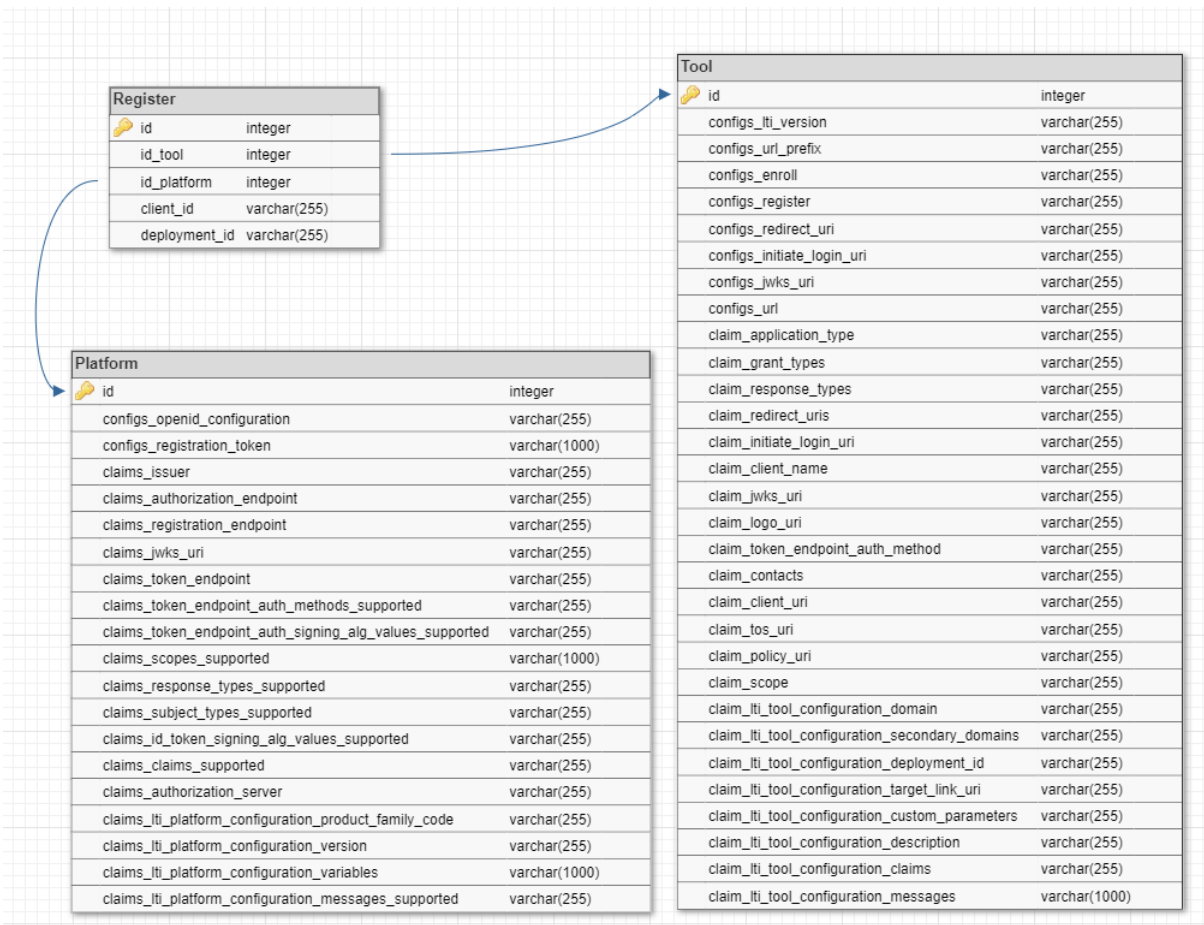 Register
id integer
id_tool integer
id_platform integer
client_id varchar(255)
deployment_id varchar(255)
Platform
id integer
configs_openid_configuration varchar(255)
configs_registration_token varchar(1000)
claims_issuer varchar(255)
claims_authorization_endpoint varchar(255)
claims_registration_endpoint varchar(255)
claims_jwks_uri varchar(255)
claims_token_endpoint varchar(255)
claims_token_endpoint_auth_methods_supported varchar(255)
claims_token_endpoint_auth_signing_alg_values_supported varchar(255)
claims_scopes_supported varchar(1000)
claims_response_types_supported varchar(255)
claims_subject_types_supported varchar(255)
claims_id_token_signing_alg_values_supported varchar(255)
claims_claims_supported varchar(255)
claims_authorization_server varchar(255)
claims_lti_platform_configuration_product_family_code varchar(255)
claims_lti_platform_configuration_version varchar(255)
claims_lti_platform_configuration_variables varchar(1000)
claims_lti_platform_configuration_messages_supported varchar(255)
Tool
id integer
configs_lti_version varchar(255)
configs_url_prefix varchar(255)
configs_enroll varchar(255)
configs_register varchar(255)
configs_redirect_uri varchar(255)
configs_initiate_login_uri varchar(255)
configs_jwks_uri varchar(255)
configs_url varchar(255)
claim_application_type varchar(255)
claim_grant_types varchar(255)
claim_response_types varchar(255)
claim_redirect_uris varchar(255)
claim_initiate_login_uri varchar(255)
claim_client_name varchar(255)
claim_jwks_uri varchar(255)
claim_logo_uri varchar(255)
claim_token_endpoint_auth_method varchar(255)
claim_contacts varchar(255)
claim_client_uri varchar(255)
claim_tos_uri varchar(255)
claim_policy_uri varchar(255)
claim_scope varchar(255)
claim_lti_tool_configuration_domain varchar(255)
claim_lti_tool_configuration_secondary_domains varchar(255)
claim_lti_tool_configuration_deployment_id varchar(255)
claim_lti_tool_configuration_target_link_uri varchar(255)
claim_lti_tool_configuration_custom_parameters varchar(255)
claim_lti_tool_configuration_description varchar(255)
claim_lti_tool_configuration_claims varchar(255)
claim_lti_tool_configuration_messages varchar(1000)